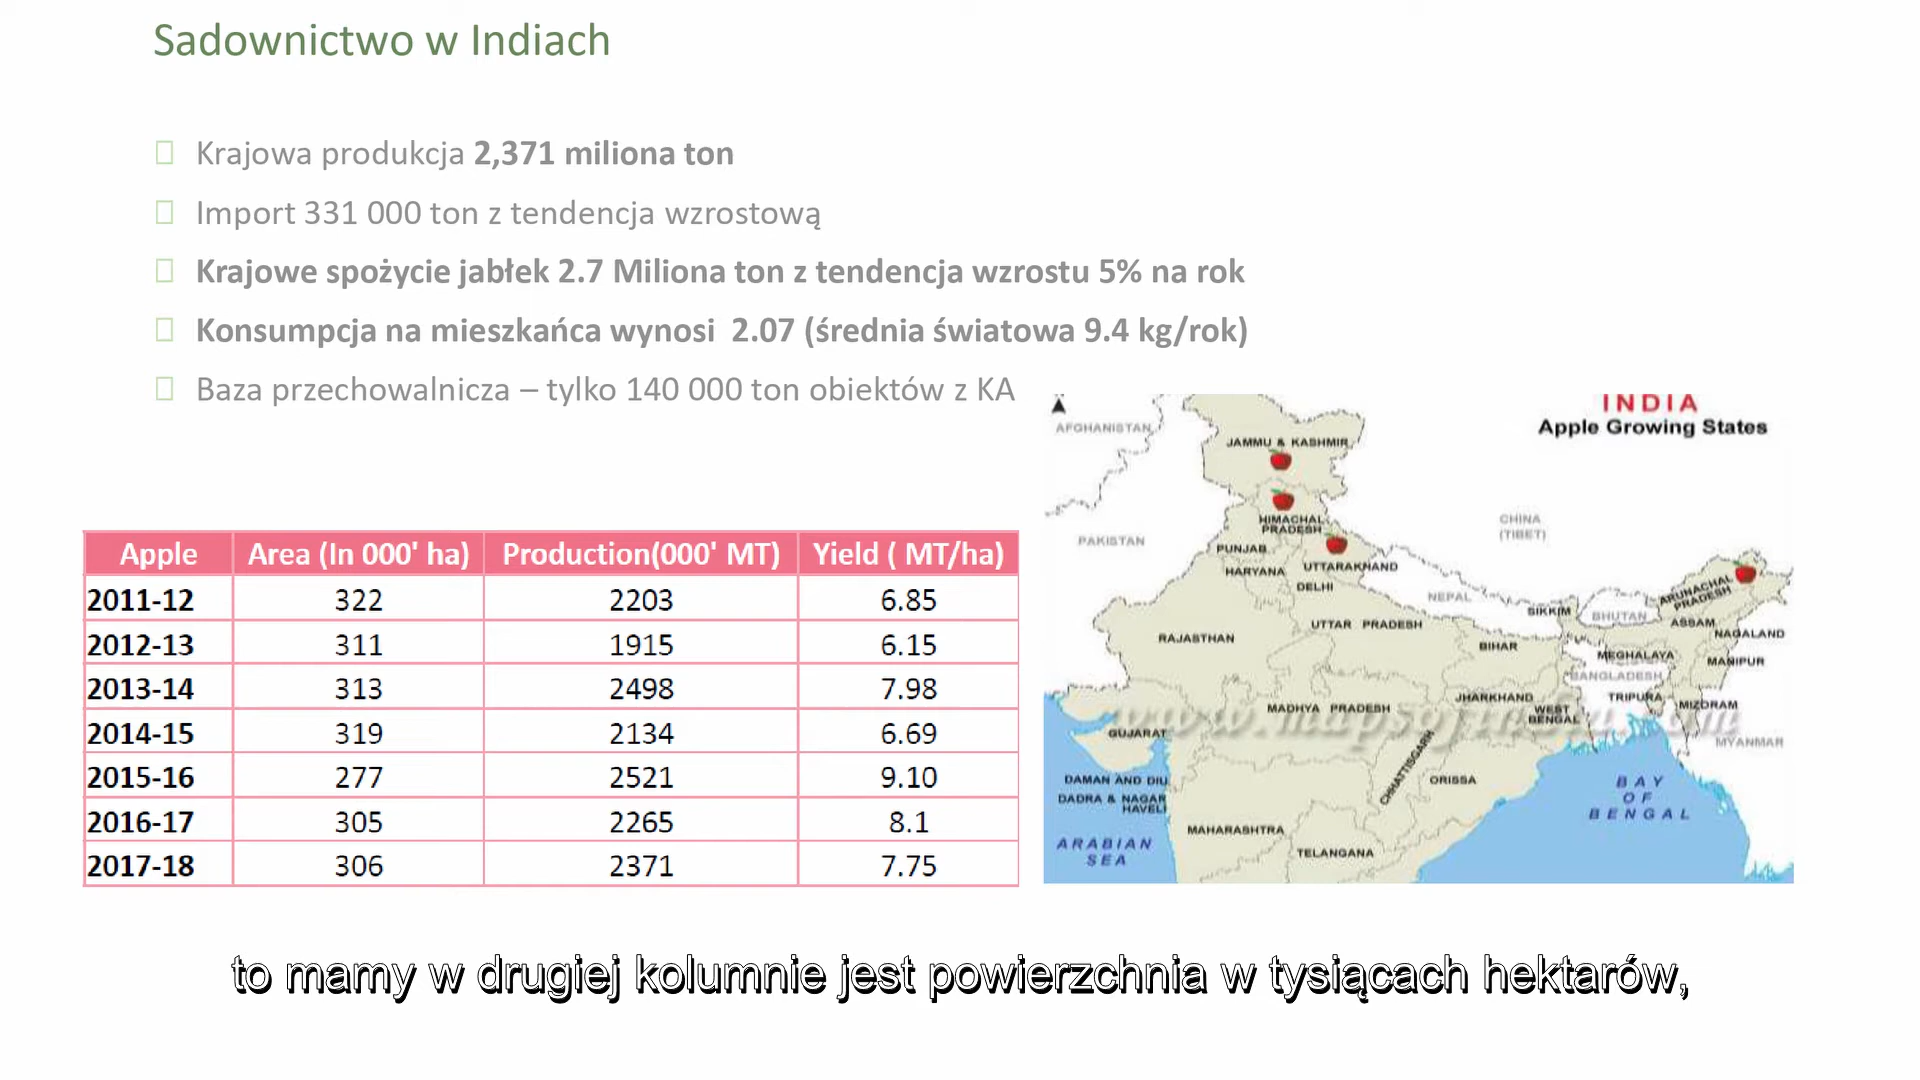 Sadownictwo w Indiach
Krajowa produkcja 2,371 miliona ton
Import 331 000 ton z tendencja wzrostową
Krajowe spożycie jabłek 2.7 Miliona ton z tendencja wzrostu 5% na rok
Konsumpcja na mieszkańca wynosi 2.07 (średnia światowa 9.4 kg/rok)
Baza przechowalnicza – tylko 140 000 ton obiektów z KA
Apple Area (In 000' ha) Production(000' MT) Yield ( MT/ha)
2011-12 322 2203 6.85
2012-13 311 1915 6.15
2013-14 313 2498 7.98
2014-15 319 2134 6.69
2015-16 277 2521 9.10
2016-17 305 2265 8.1
2017-18 306 2371 7.75
INDIA
Apple Growing States
AFGHANISTAN
JAMMU & KASHMIR
HIMACHAL
PRADESH
CHINA
(TIBET)
PAKISTAN
PUNJAB
UTTARAKHAND
HARYANA
DELHI
NEPAL
SIKKIM
BHUTAN
ARUNACHAL
PRADESH
ASSAM
NAGALAND
RAJASTHAN
UTTAR PRADESH
BIHAR
MEGHALAYA
MANIPUR
BANGLADESH
JHARKHAND
TRIPURA
MIZORAM
MADHYA PRADESH
WEST
BENGAL
GUJARAT
MYANMAR
CHHATTISGARH
ORISSA
DAMAN AND DIU
DADRA & NAGAR
HAVELI
BAY
OF
BENGAL
MAHARASHTRA
ARABIAN
SEA
TELANGANA
to mamy w drugiej kolumnie jest powierzchnia w tysiącach hektarów,